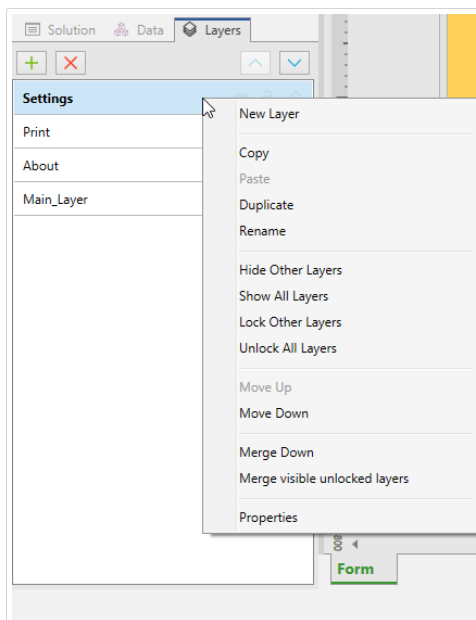 Solution Data Layers
Settings
Print
About
Main_Layer
New Layer
Copy
Paste
Duplicate
Rename
Hide Other Layers
Show All Layers
Lock Other Layers
Unlock All Layers
Move Up
Move Down
Merge Down
Merge visible unlocked layers
Properties
800
Form